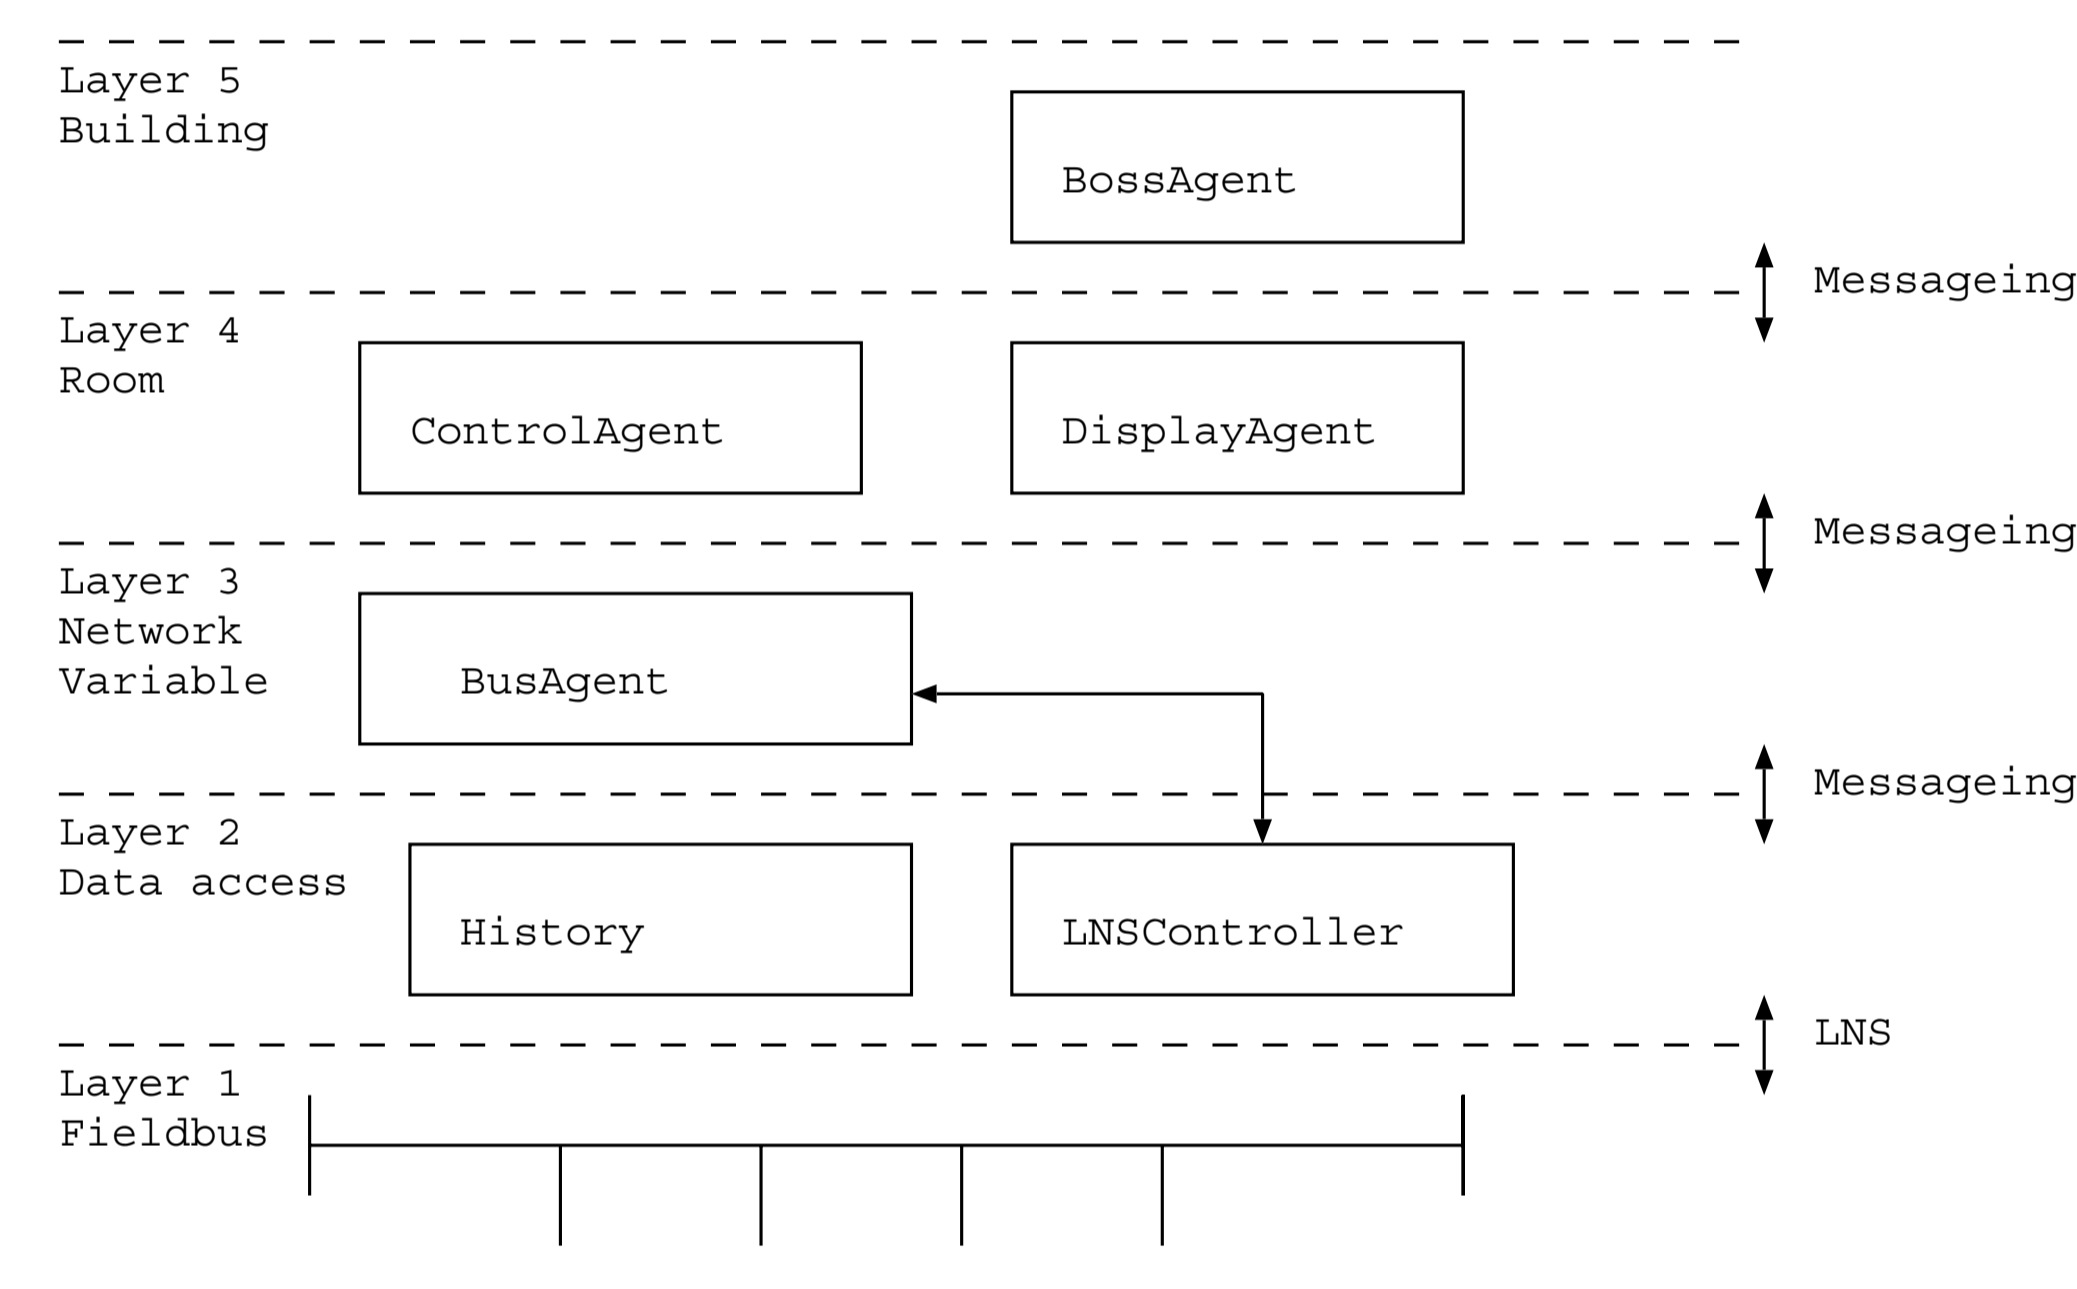 Layer 5
Building
BossAgent
Messageing
Layer 4
Room
ControlAgent
DisplayAgent
Messageing
Layer 3
Network
Variable
BusAgent
Messageing
Layer 2
Data access
History
LNSController
LNS
Layer 1
Fieldbus